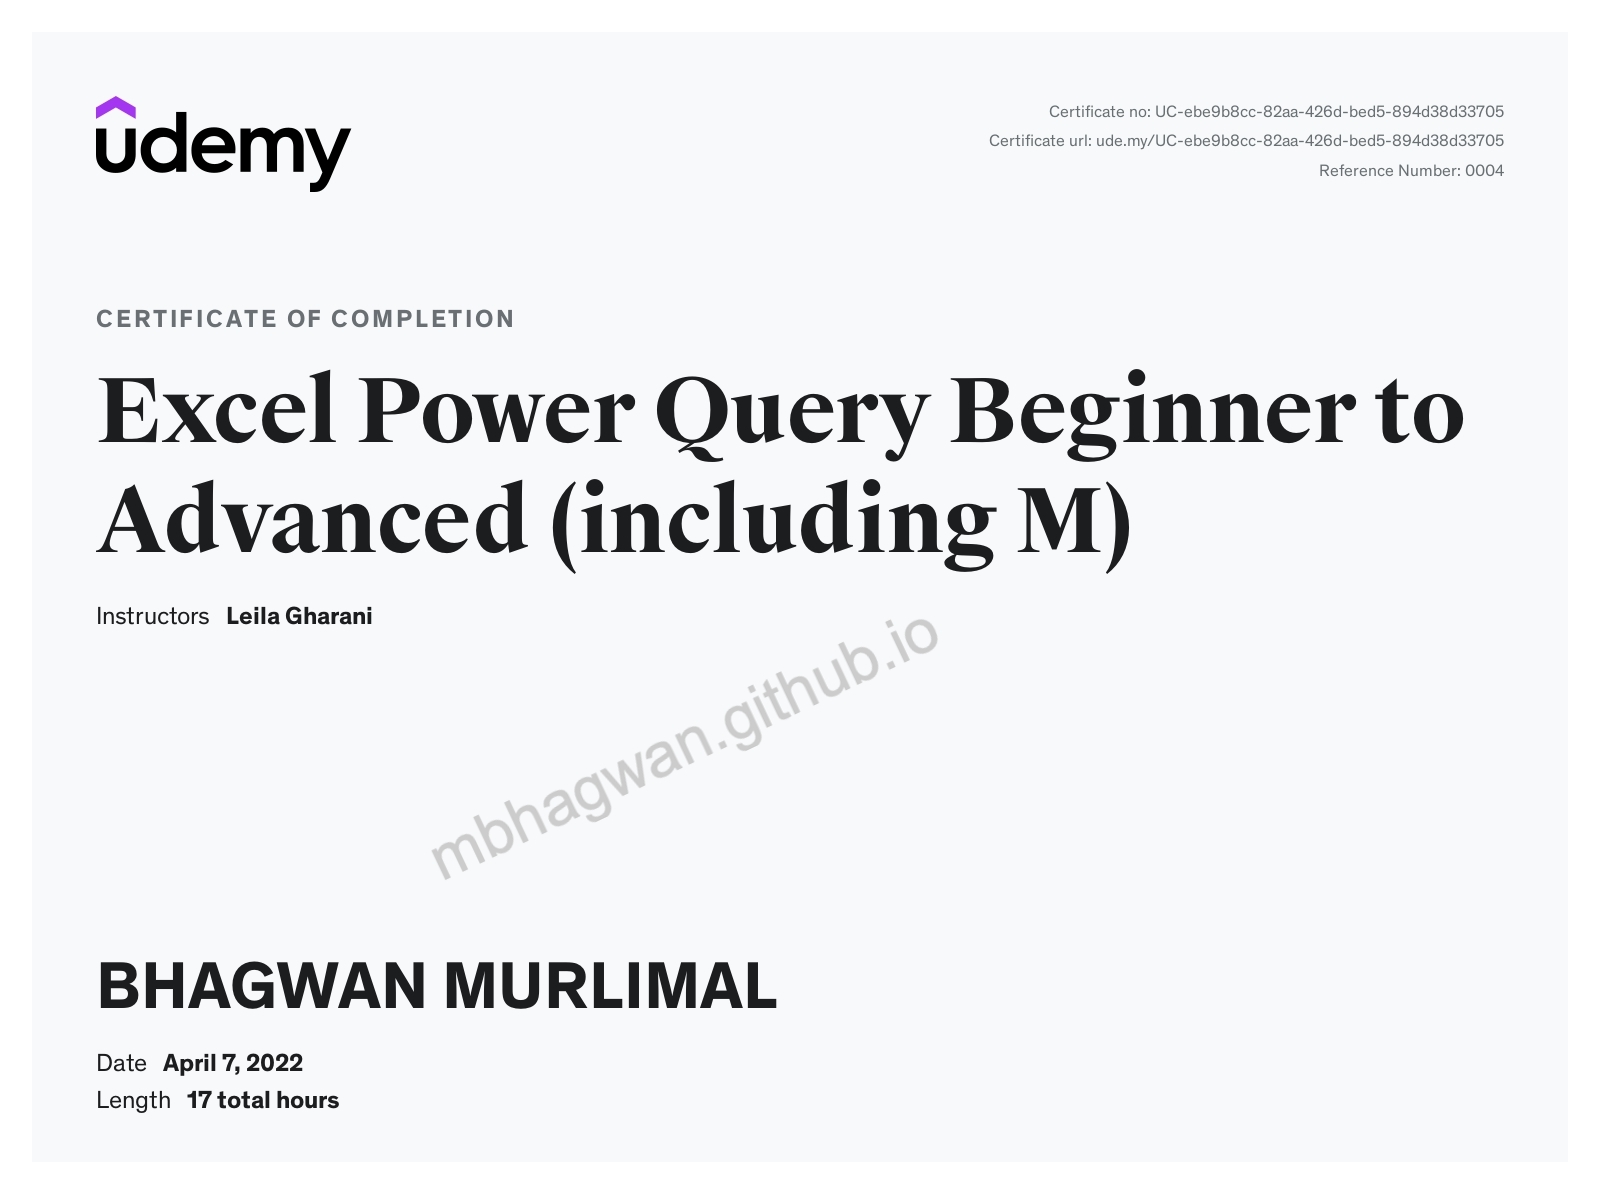 udemy
Certificate no: UC-ebe9b8cc-82aa-426d-bed5-894d38d33705
Certificate url: ude.my/UC-ebe9b8cc-82aa-426d-bed5-894d38d33705
Reference Number: 0004
CERTIFICATE OF COMPLETION
Excel Power Query Beginner to
Advanced (including M)
Instructors Leila Gharani
mbhagwan.github.io
BHAGWAN MURLIMAL
Date April 7, 2022
Length 17 total hours